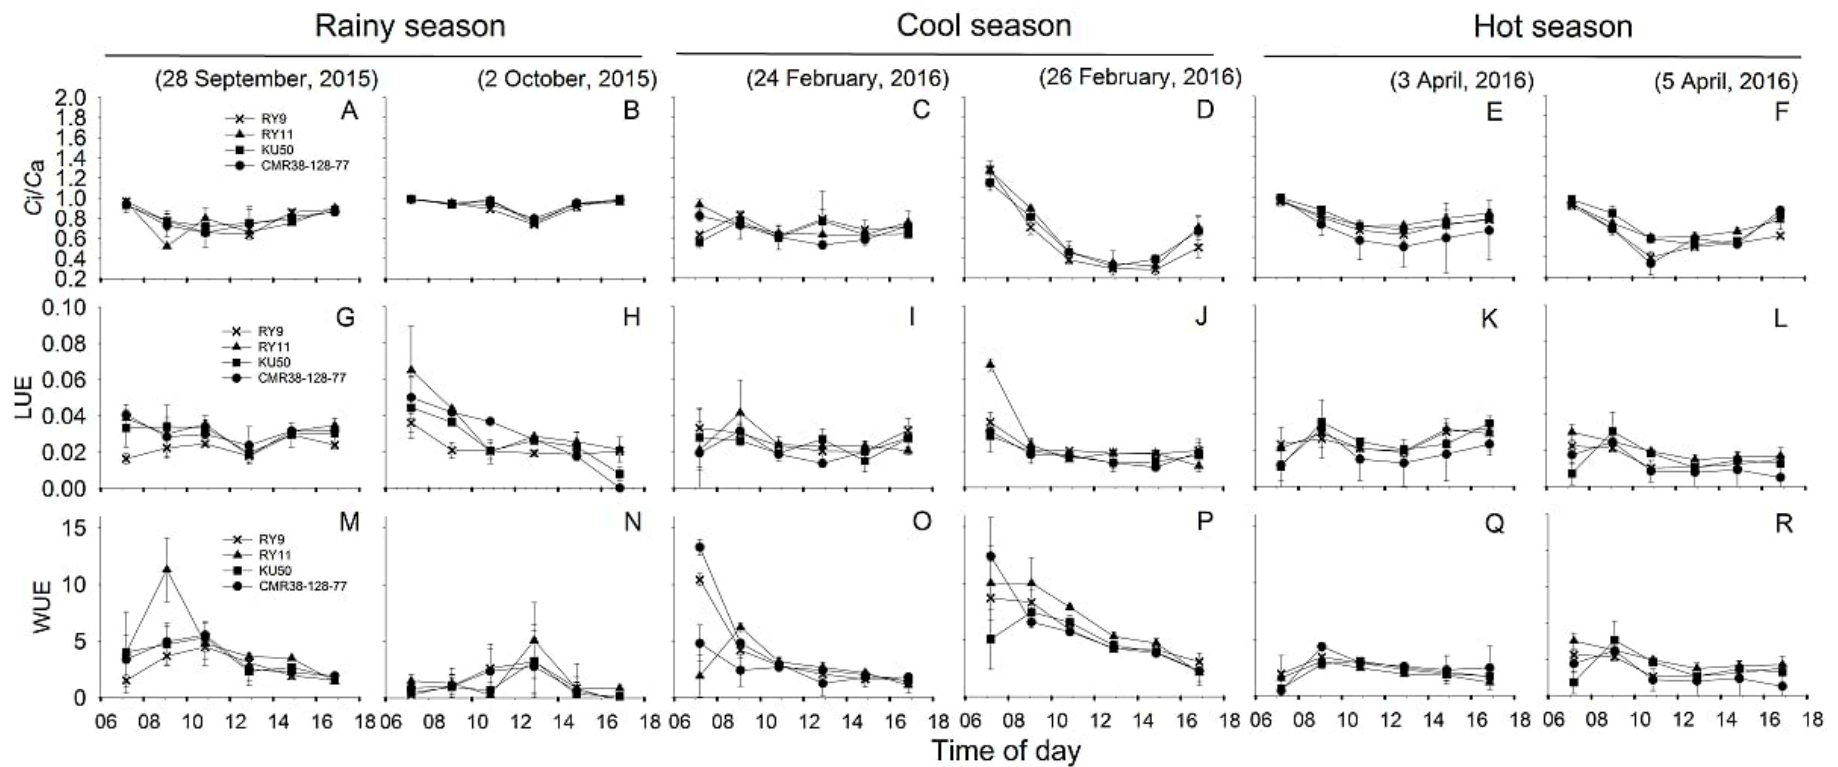 Rainy season Cool season Hot season
(28 September, 2015) (2 October, 2015) (24 February, 2016) (26 February, 2016) (3 April, 2016) (5 April, 2016)
A B C D E F
2.0
1.8
1.6
1.4
1.2
1.0
0.8
0.6
0.4
0.2
Ci/Ca
RY9
RY11
KU50
CMR38-128-77
G H I J K L
0.10
0.08
0.06
0.04
0.02
0.00
LUE
RY9
RY11
KU50
CMR38-128-77
M N O P Q R
15
10
5
0
WUE
RY9
RY11
KU50
CMR38-128-77
06 08 10 12 14 16 18 06 08 10 12 14 16 18 06 08 10 12 14 16 18 06 08 10 12 14 16 18 06 08 10 12 14 16 18 06 08 10 12 14 16 18
Time of day